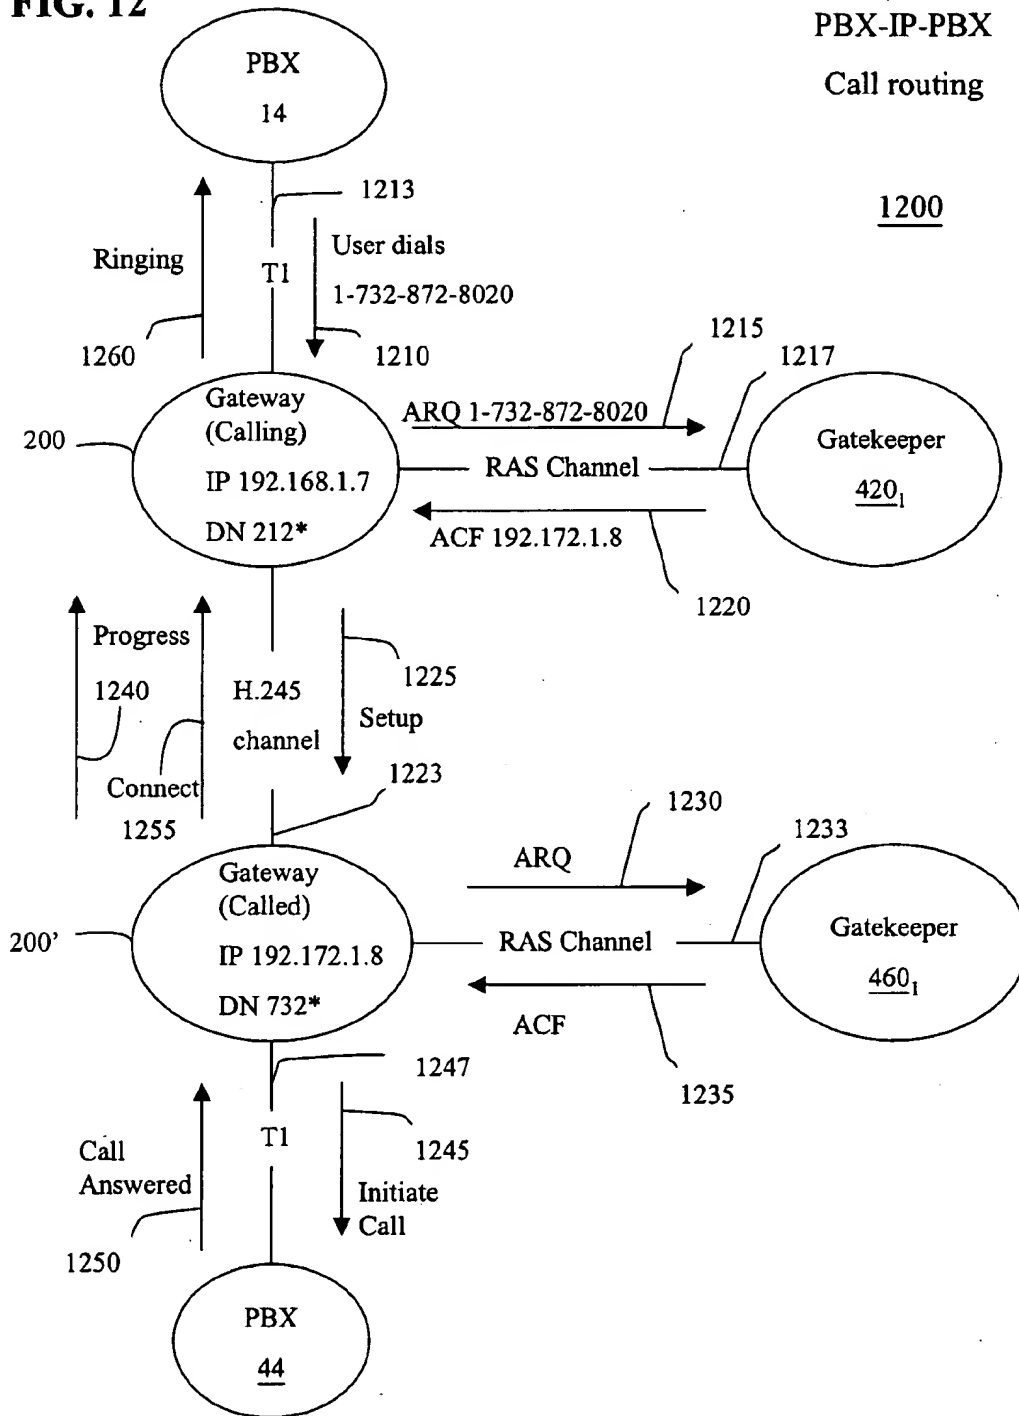 FIG. 12
PBX-IP-PBX
Call routing
1200
PBX
14
1213
Ringing
T1
User dials
1-732-872-8020
1260
1210
1215
1217
200
Gateway
(Calling)
IP 192.168.1.7
DN 212*
ARQ 1-732-872-8020
RAS Channel
ACF 192.172.1.8
Gatekeeper
420₁
1220
Progress
1240
H.245
channel
1225
Setup
Connect
1255
1223
1230
1233
200'
Gateway
(Called)
IP 192.172.1.8
DN 732*
ARQ
RAS Channel
ACF
Gatekeeper
460₁
1235
1247
T1
1245
Call
Answered
Initiate
Call
1250
PBX
44